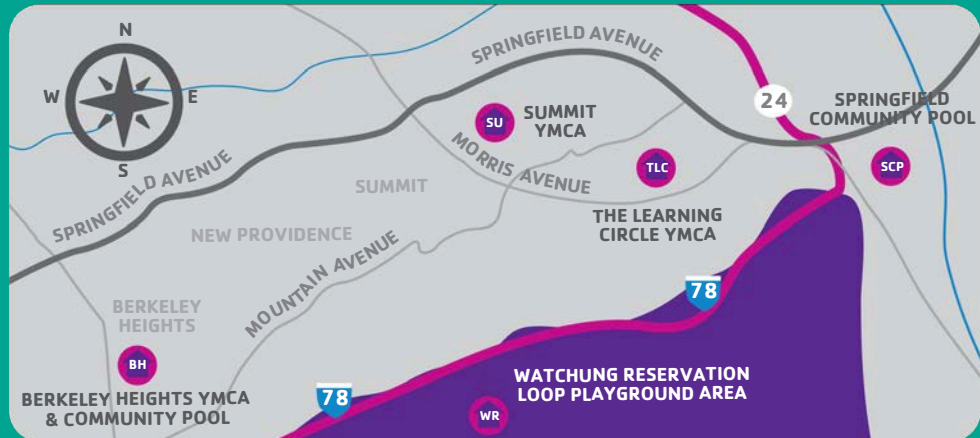 N
W
E
S
SPRINGFIELD AVENUE
24
SPRINGFIELD
COMMUNITY POOL
SU
SUMMIT
YMCA
MORRIS AVENUE
TLC
SCP
SPRINGFIELD AVENUE
SUMMIT
THE LEARNING
CIRCLE YMCA
NEW PROVIDENCE
MOUNTAIN AVENUE
78
BERKELEY
HEIGHTS
BH
BERKELEY HEIGHTS YMCA
& COMMUNITY POOL
78
WATCHUNG RESERVATION
LOOP PLAYGROUND AREA
WR